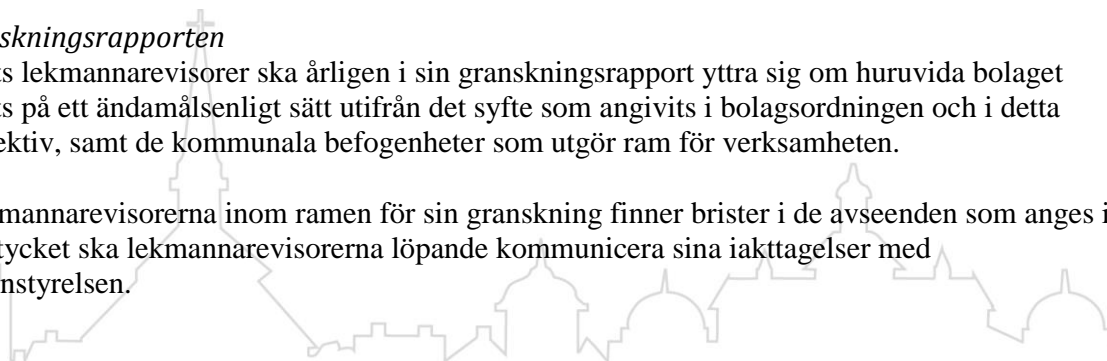 skningsrapporten
ts lekmannarevisorer ska årligen i sin granskningsrapport yttra sig om huruvida bolaget
ts på ett ändamålsenligt sätt utifrån det syfte som angivits i bolagsordningen och i detta
ektiv, samt de kommunala befogenheter som utgör ram för verksamheten.
mannarevisorerna inom ramen för sin granskning finner brister i de avseenden som anges i
tycket ska lekmannarevisorerna löpande kommunicera sina iakttagelser med
nstyrelsen.